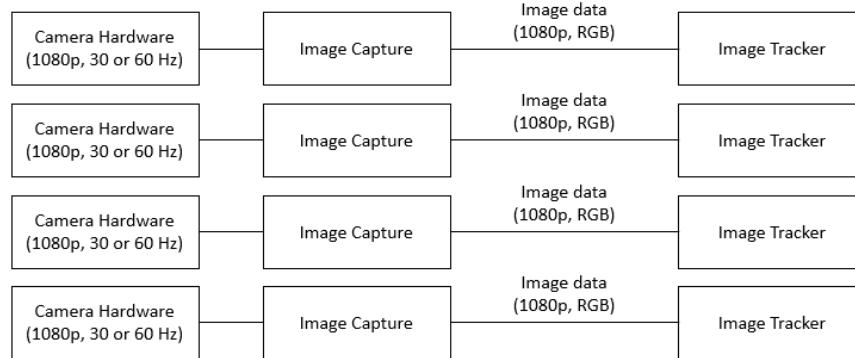 Image data
(1080p, RGB)
Camera Hardware
(1080p, 30 or 60 Hz)
Image Capture
Image Tracker
Image data
(1080p, RGB)
Camera Hardware
(1080p, 30 or 60 Hz)
Image Capture
Image Tracker
Image data
(1080p, RGB)
Camera Hardware
(1080p, 30 or 60 Hz)
Image Capture
Image Tracker
Image data
(1080p, RGB)
Camera Hardware
(1080p, 30 or 60 Hz)
Image Capture
Image Tracker